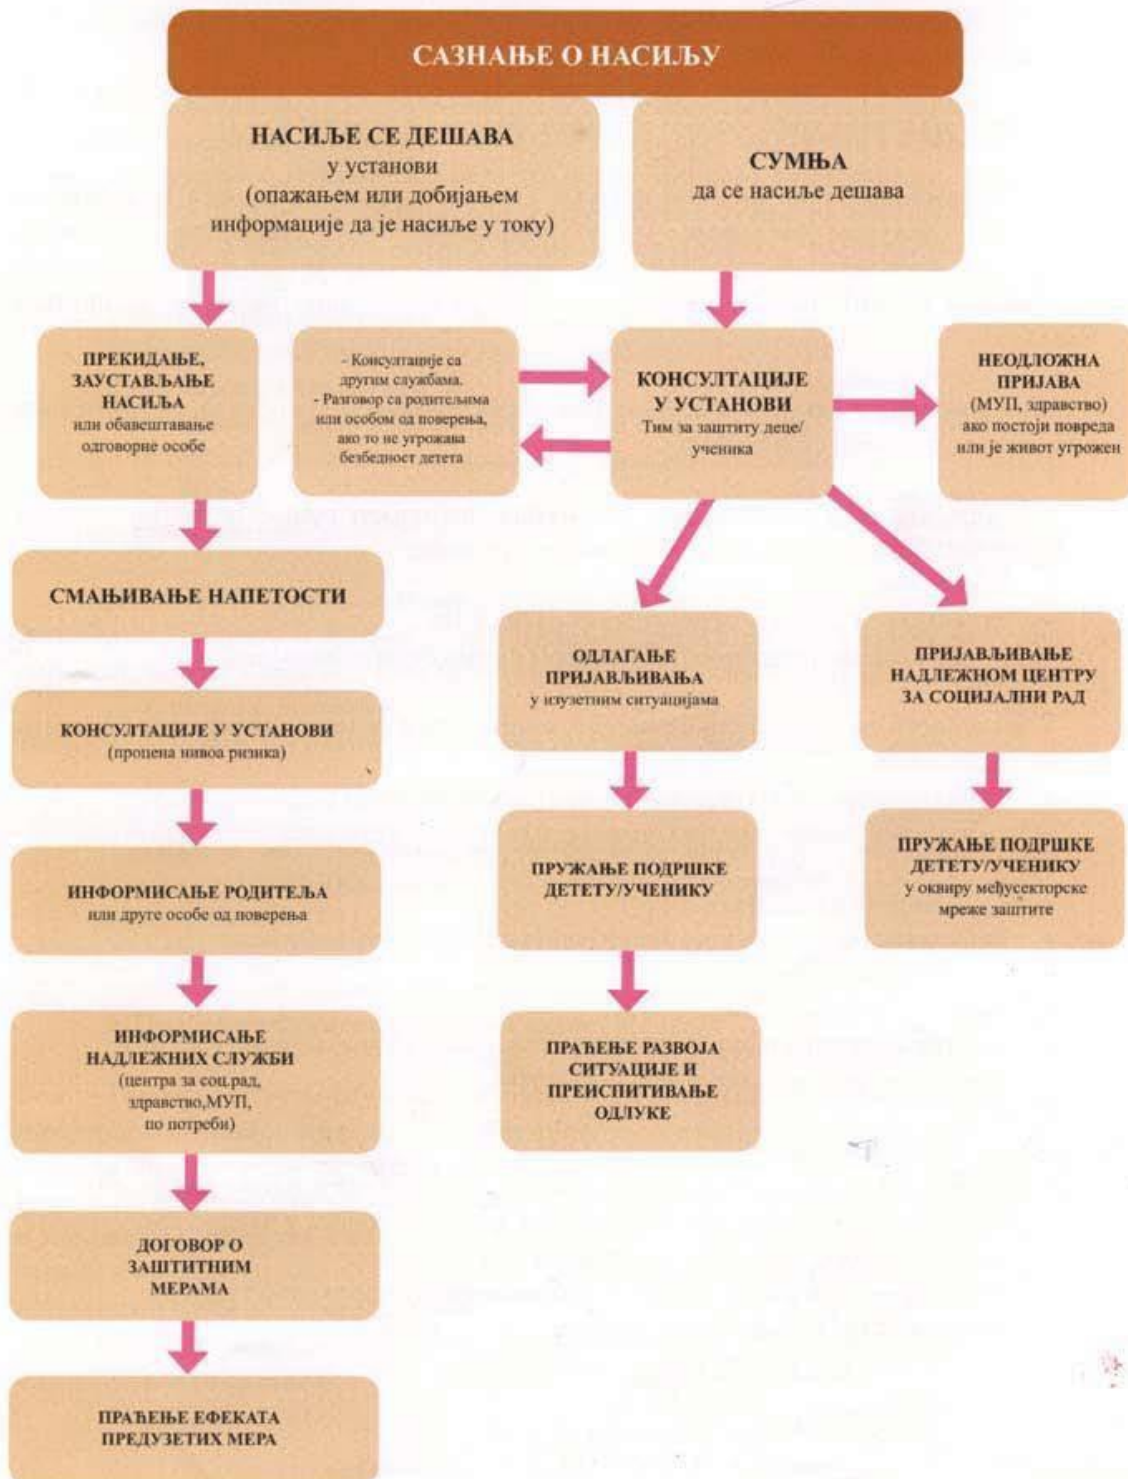 САЗНАЊЕ О НАСИЉУ
НАСИЉЕ СЕ ДЕШАВА
у установи
(опажањем или добијањем
информације да је насиље у току)
СУМЊА
да се насиље дешава
ПРЕКИДАЊЕ,
ЗАУСТАВЉАЊЕ
НАСИЉА
или обавештавање
одговорне особе
- Консултације са
другим службама.
- Разговор са родитељима
или особом од поверења,
ако то не угрожава
безбедност детета
КОНСУЛТАЦИЈЕ
У УСТАНОВИ
Тим за заштиту деце/
ученика
НЕОДЛОЖНА
ПРИЈАВА
(МУП, здравство)
ако постоји повреда
или је живот угрожен
СМАЊИВАЊЕ НАПЕТОСТИ
КОНСУЛТАЦИЈЕ У УСТАНОВИ
(процена нивоа ризика)
ИНФОРМИСАЊЕ РОДИТЕЉА
или друге особе од поверења
ИНФОРМИСАЊЕ
НАДЛЕЖНИХ СЛУЖБИ
(центра за соц.рад,
здравство,МУП,
по потреби)
ДОГОВОР О
ЗАШТИТНИМ
МЕРАМА
ПРАЋЕЊЕ ЕФЕКАТА
ПРЕДУЗЕТИХ МЕРА
ОДЛАГАЊЕ
ПРИЈАВЉИВАЊА
у изузетним ситуацијама
ПРУЖАЊЕ ПОДРШКЕ
ДЕТЕТУ/УЧЕНИКУ
ПРАЋЕЊЕ РАЗВОЈА
СИТУАЦИЈЕ И
ПРЕИСПИТИВАЊЕ
ОДЛУКЕ
ПРИЈАВЉИВАЊЕ
НАДЛЕЖНОМ ЦЕНТРУ
ЗА СОЦИЈАЛНИ РАД
ПРУЖАЊЕ ПОДРШКЕ
ДЕТЕТУ/УЧЕНИКУ
у оквиру међусекторске
мреже заштите